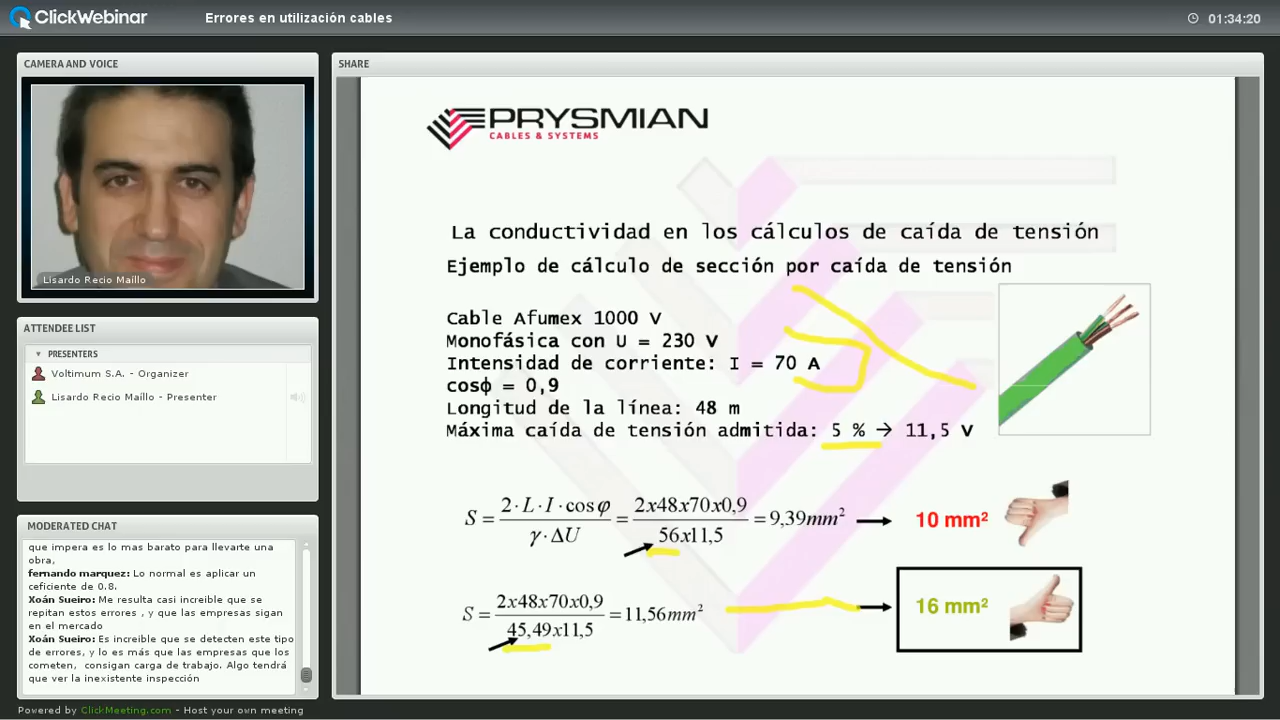 ClickWebinar
Errores en utilización cables
01:34:20
CAMERA AND VOICE
Lisardo Recio Maíllo
ATTENDEE LIST
PRESENTERS
Voltimum S.A. - Organizer
Lisardo Recio Maíllo - Presenter
MODERATED CHAT
que impera es lo mas barato para llevarte una
obra,
fernando marquez: Lo normal es aplicar un
ceficiente de 0.8.
Xoán Sueiro: Me resulta casi increible que se
repitan estos errores , y que las empresas sigan
en el mercado.
Xoán Sueiro: Es increible que se detecten este tipo
de errores, y lo es más que las empresas que los
cometen, consigan carga de trabajo. Algo tendrá
que ver la inexistente inspección
SHARE
PRYSMIAN
CABLES & SYSTEMS
La conductividad en los cálculos de caída de tensión
Ejemplo de cálculo de sección por caída de tensión
Cable Afumex 1000 V
Monofásica con U = 230 V
Intensidad de corriente: I = 70 A
cosϕ = 0,9
Longitud de la línea: 48 m
Máxima caída de tensión admitida: 5 % → 11,5 V
S = 2·L·I·cosφ / γ·ΔU = 2x48x70x0,9 / 56x11,5 = 9,39mm² → 10 mm²
S = 2x48x70x0,9 / 45,49x11,5 = 11,56mm² → 16 mm²
Powered by ClickMeeting.com - Host your own meeting